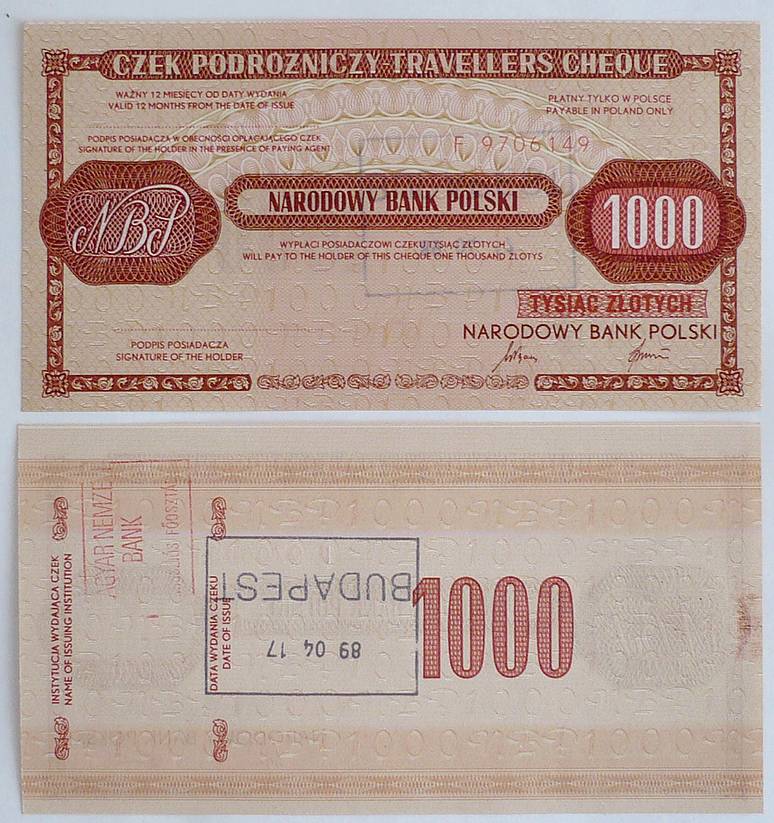 CZEK PODRÓŻNICZY-TRAVELLERS CHEQUE
WAŻNY 12 MIESIĘCY OD DATY WYDANIA
VALID 12 MONTHS FROM THE DATE OF ISSUE
PŁATNY TYLKO W POLSCE
PAYABLE IN POLAND ONLY
PODPIS POSIADACZA W OBECNOŚCI OPŁACAJĄCEGO CZEK
SIGNATURE OF THE HOLDER IN THE PRESENCE OF PAYING AGENT
F 9706149
NBP
NARODOWY BANK POLSKI
1000
WYPŁACI POSIADACZOWI CZEKU TYSIĄC ZŁOTYCH
WILL PAY TO THE HOLDER OF THIS CHEQUE ONE THOUSAND ZLOTYS
TYSIĄC ZŁOTYCH
NARODOWY BANK POLSKI
PODPIS POSIADACZA
SIGNATURE OF THE HOLDER
INSTYTUCJA WYDAJĄCA CZEK
NAME OF ISSUING INSTITUTION
AGYAR NEMZE
BANK
DATA WYDANIA CZEKU
DATE OF ISSUE
BUDAPEST
89 04 17
1000